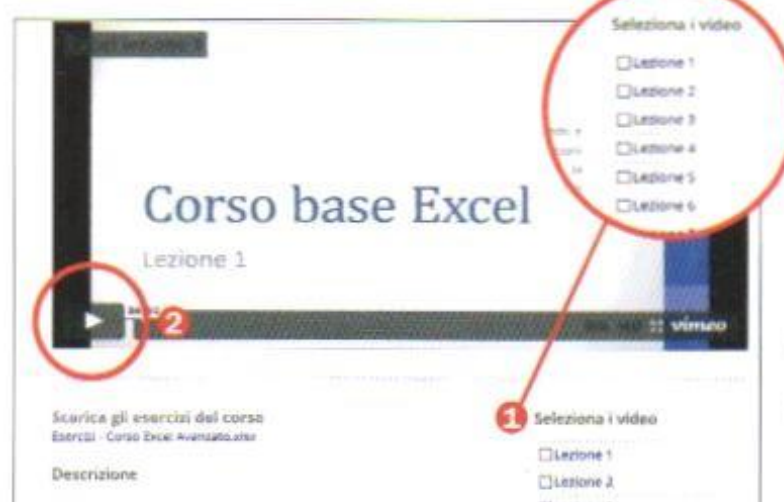 Seleziona i video
Lezione 1
Lezione 2
Lezione 3
Lezione 4
Lezione 5
Lezione 6
Corso base Excel
Lezione 1
2
vimeo
Scarica gli esercizi del corso
Esercizi - Corso Excel Avanzato.xlsx
1 Seleziona i video
Lezione 1
Descrizione
Lezione 2